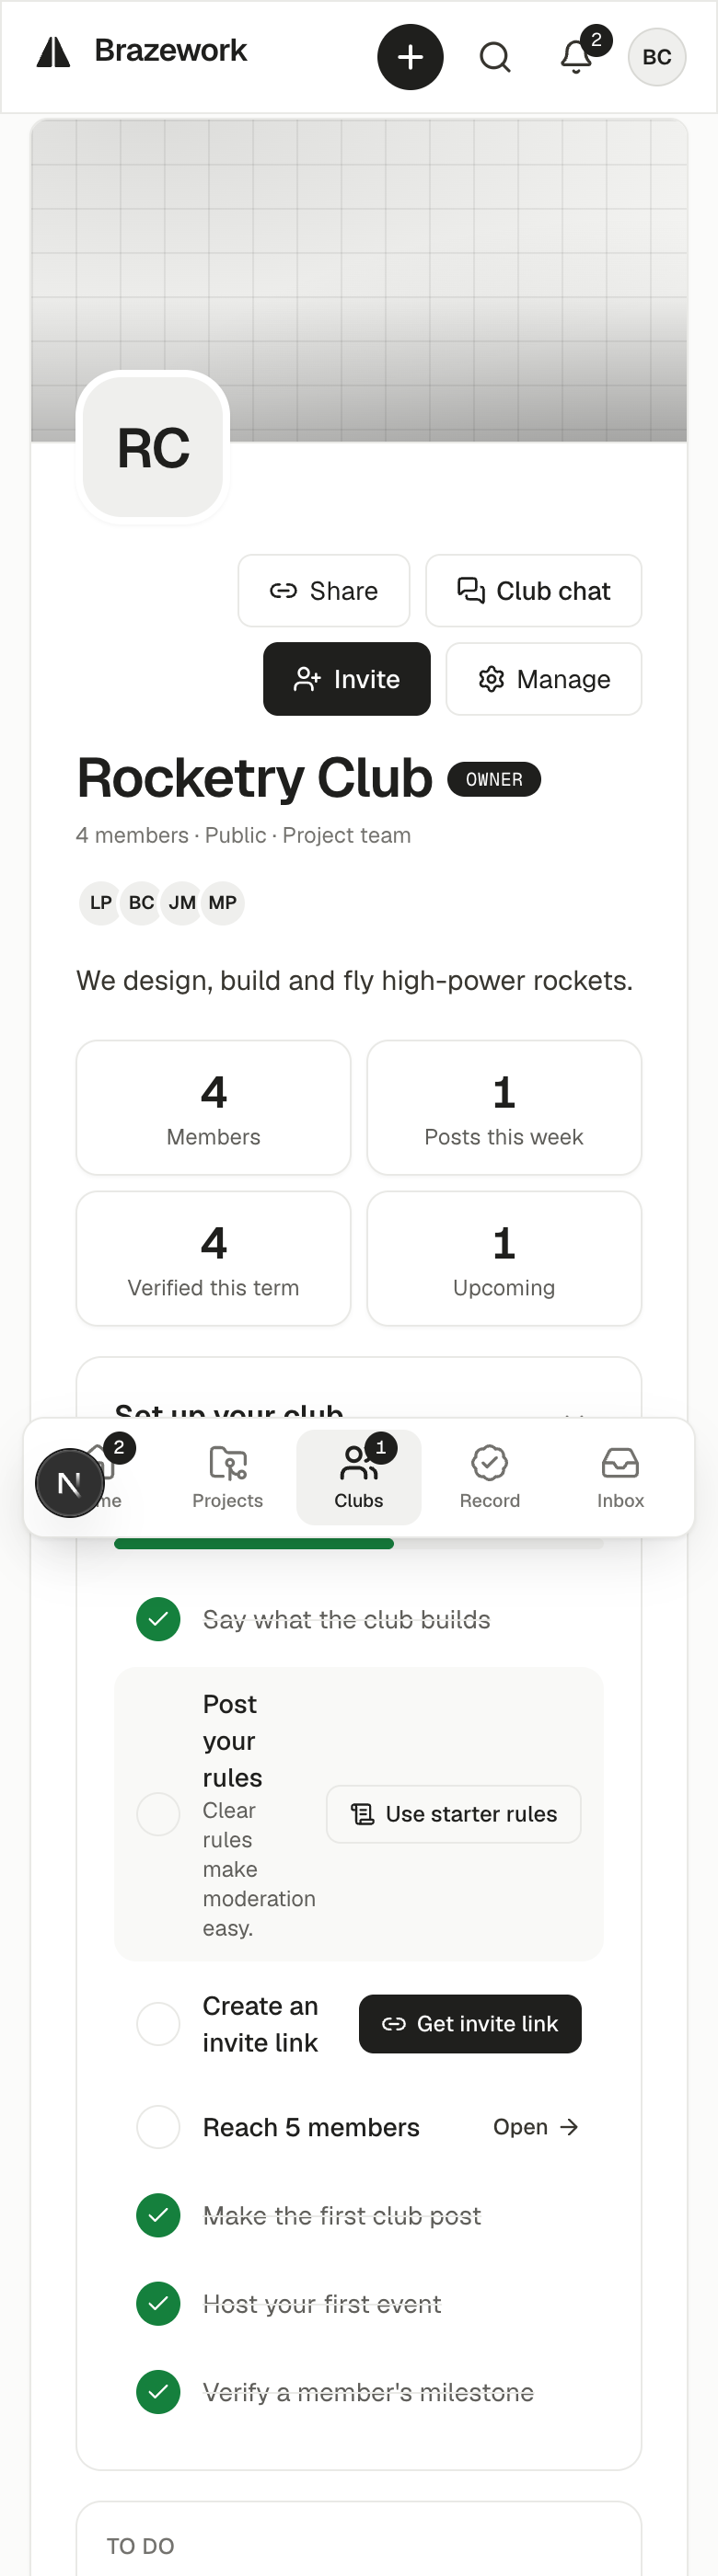 Brazework
2
BC
RC
Share
Club chat
Invite
Manage
Rocketry Club OWNER
4 members · Public · Project team
LP BC JM MP
We design, build and fly high-power rockets.
4
Members
1
Posts this week
4
Verified this term
1
Upcoming
Set up your club
2
1
N
Projects
Clubs
Record
Inbox
Say what the club builds
Post
your
rules
Clear
rules
make
moderation
easy.
Use starter rules
Create an
invite link
Get invite link
Reach 5 members
Open
Make the first club post
Host your first event
Verify a member's milestone
TO DO